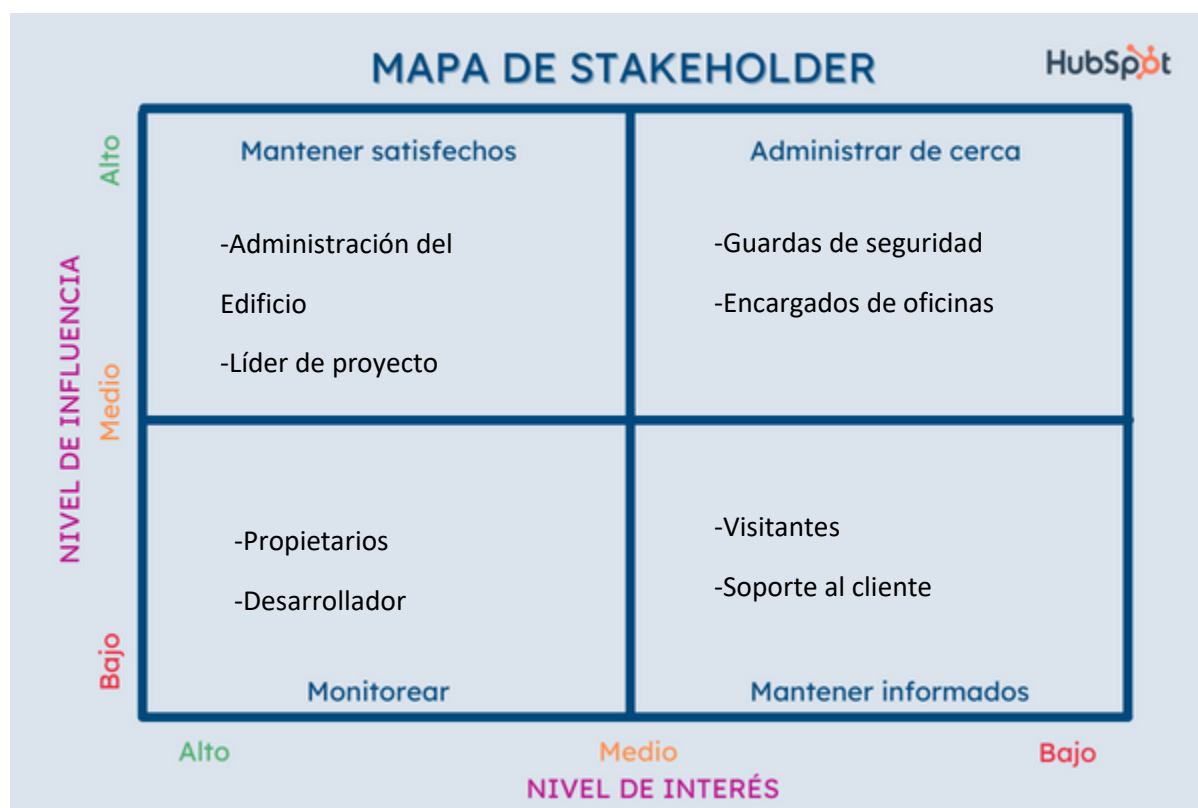 MAPA DE STAKEHOLDER
HubSpot
Alto
Medio
Bajo
NIVEL DE INFLUENCIA
Mantener satisfechos
-Administración del
Edificio
-Líder de proyecto
Administrar de cerca
-Guardas de seguridad
-Encargados de oficinas
-Propietarios
-Desarrollador
Monitorear
-Visitantes
-Soporte al cliente
Mantener informados
Alto
Medio
Bajo
NIVEL DE INTERÉS